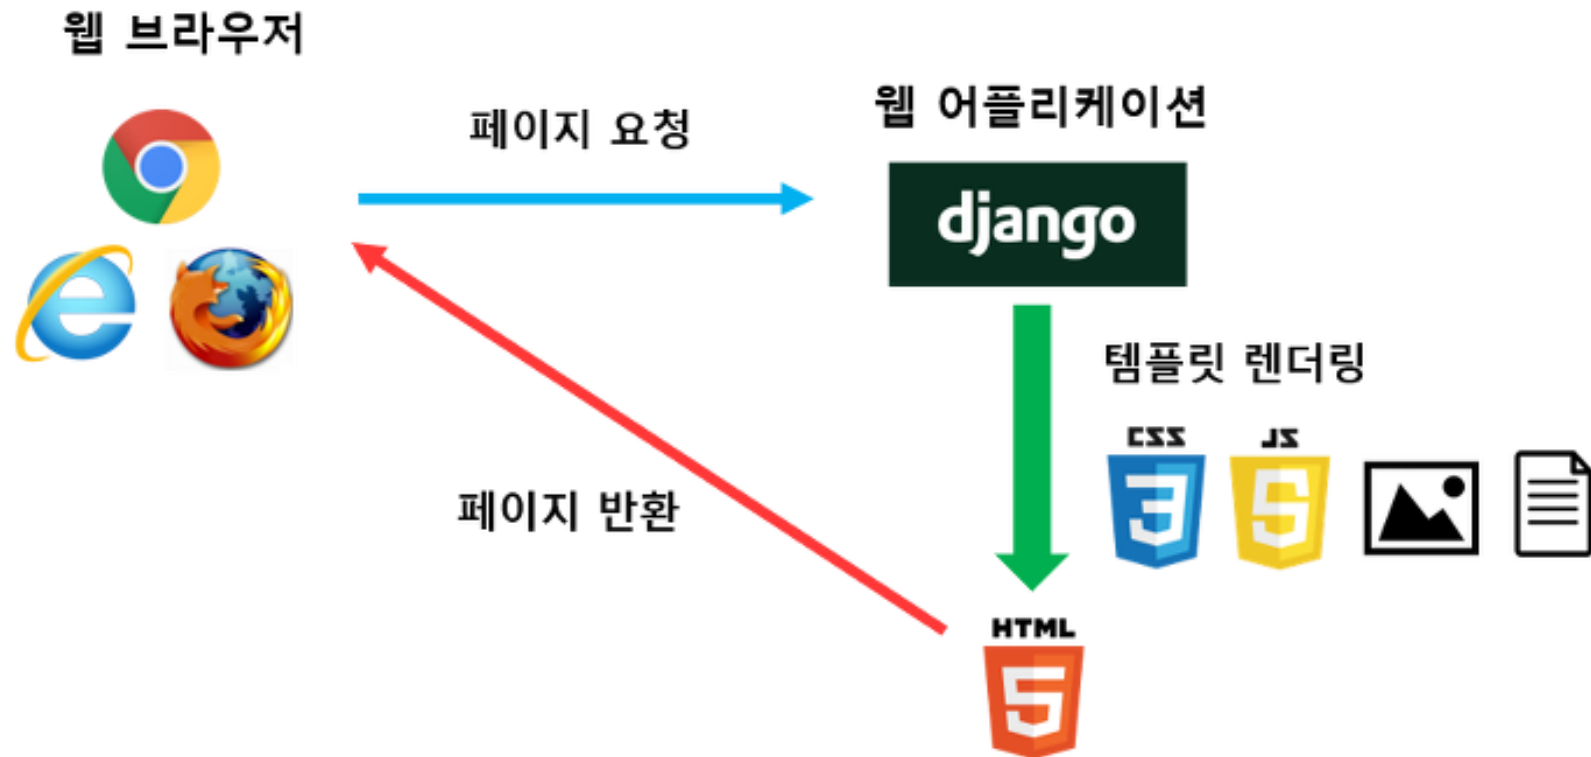 웹 브라우저
페이지 요청
웹 어플리케이션
django
템플릿 렌더링
CSS
JS
페이지 반환
HTML